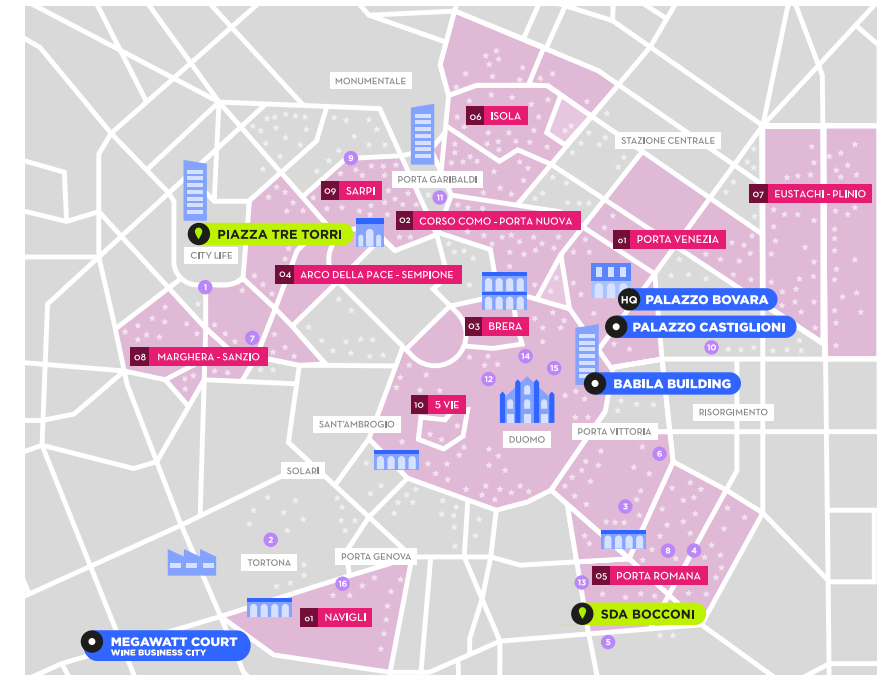 MONUMENTALE
06 ISOLA
STAZIONE CENTRALE
9
PORTA GARIBALDI
09 SARPI
11
07 EUSTACHI - PLINIO
02 CORSO COMO - PORTA NUOVA
PIAZZA TRE TORRI
01 PORTA VENEZIA
CITY LIFE
04 ARCO DELLA PACE - SEMPIONE
1
HQ PALAZZO BOVARA
03 BRERA
PALAZZO CASTIGLIONI
7
10
08 MARGHERA - SANZIO
14
15
12
BABILA BUILDING
10 5 VIE
RISORGIMENTO
SANT'AMBROGIO
PORTA VITTORIA
DUOMO
6
SOLARI
3
2
8
4
PORTA GENOVA
TORTONA
05 PORTA ROMANA
16
13
01 NAVIGLI
SDA BOCCONI
MEGAWATT COURT
WINE BUSINESS CITY
5